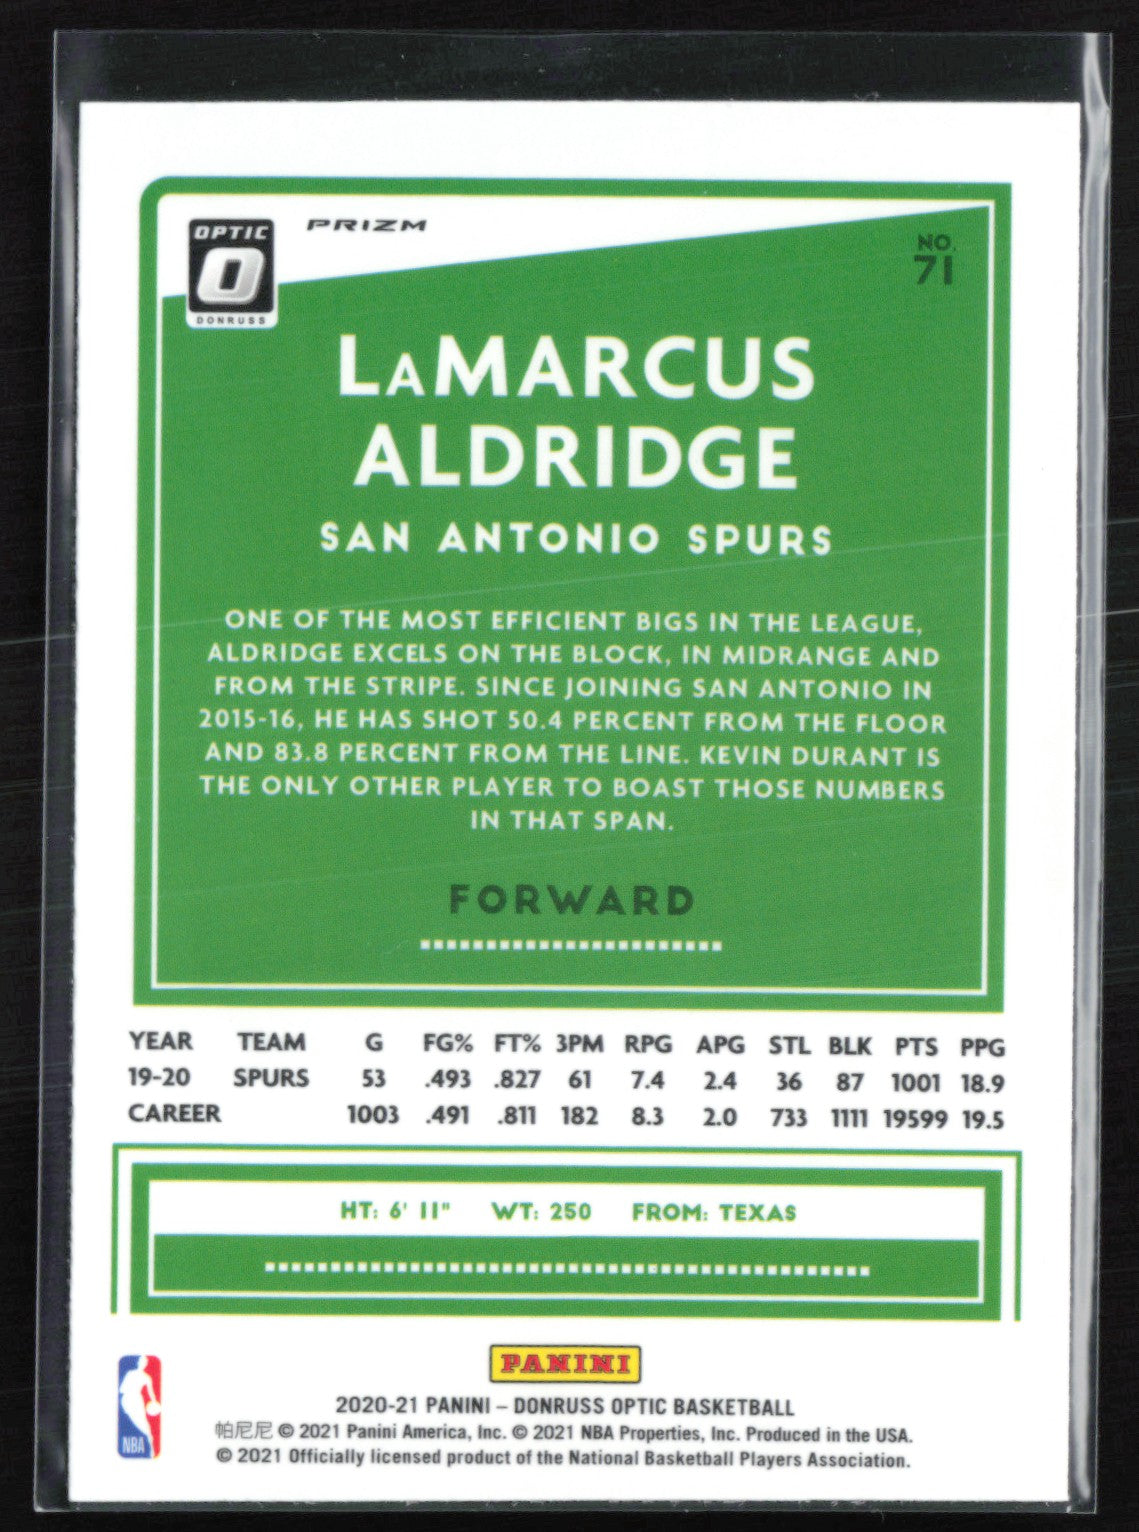 OPTIC
O
DONRUSS
PRIZM
NO.
71
LaMARCUS
ALDRIDGE
SAN ANTONIO SPURS
ONE OF THE MOST EFFICIENT BIGS IN THE LEAGUE,
ALDRIDGE EXCELS ON THE BLOCK, IN MIDRANGE AND
FROM THE STRIPE. SINCE JOINING SAN ANTONIO IN
2015-16, HE HAS SHOT 50.4 PERCENT FROM THE FLOOR
AND 83.8 PERCENT FROM THE LINE. KEVIN DURANT IS
THE ONLY OTHER PLAYER TO BOAST THOSE NUMBERS
IN THAT SPAN.
FORWARD
YEAR TEAM G FG% FT% 3PM RPG APG STL BLK PTS PPG
19-20 SPURS 53 .493 .827 61 7.4 2.4 36 87 1001 18.9
CAREER 1003 .491 .811 182 8.3 2.0 733 1111 19599 19.5
HT: 6' 11" WT: 250 FROM: TEXAS
NBA
PANINI
2020-21 PANINI – DONRUSS OPTIC BASKETBALL
帕尼尼 © 2021 Panini America, Inc. © 2021 NBA Properties, Inc. Produced in the USA.
© 2021 Officially licensed product of the National Basketball Players Association.